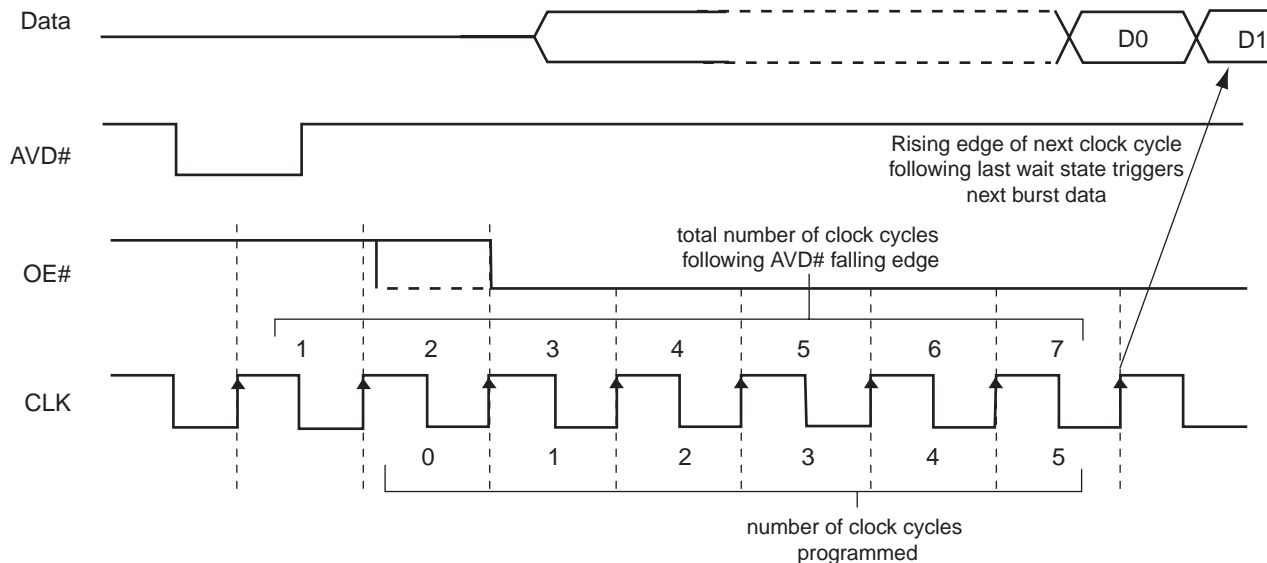 Data
D0
D1
AVD#
Rising edge of next clock cycle
following last wait state triggers
next burst data
total number of clock cycles
following AVD# falling edge
OE#
1 2 3 4 5 6 7
CLK
0 1 2 3 4 5
number of clock cycles
programmed